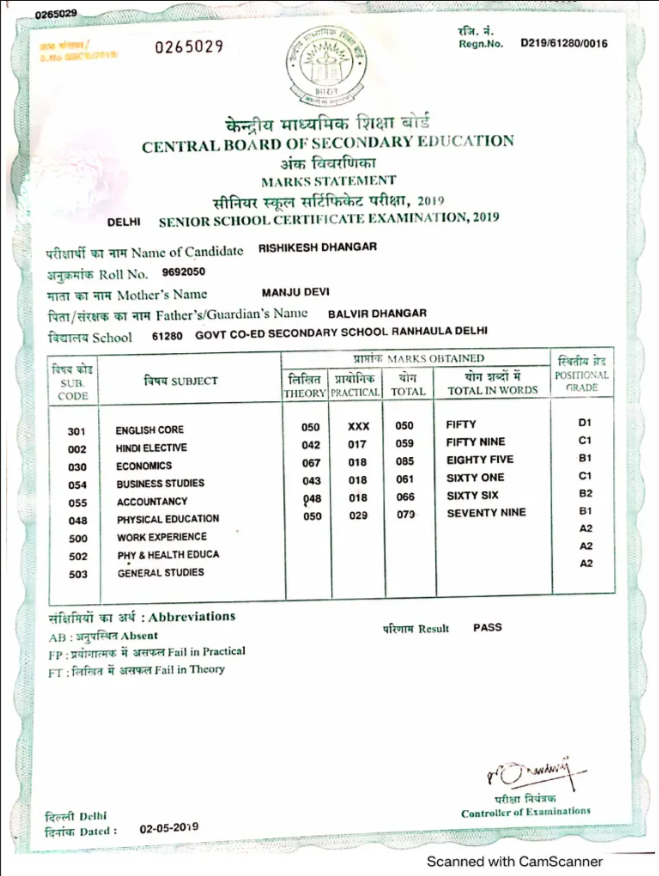 0265029
0265029
रजि. नं.
Regn.No. D219/61280/0016
भारत
केन्द्रीय माध्यमिक शिक्षा बोर्ड
CENTRAL BOARD OF SECONDARY EDUCATION
अंक विवरणिका
MARKS STATEMENT
सीनियर स्कूल सर्टिफिकेट परीक्षा, 2019
DELHI SENIOR SCHOOL CERTIFICATE EXAMINATION, 2019
परीक्षार्थी का नाम Name of Candidate RISHIKESH DHANGAR
अनुक्रमांक Roll No. 9692050
माता का नाम Mother's Name MANJU DEVI
पिता/संरक्षक का नाम Father's/Guardian's Name BALVIR DHANGAR
विद्यालय School 61280 GOVT CO-ED SECONDARY SCHOOL RANHAULA DELHI
विषय कोड SUB. CODE विषय SUBJECT प्राप्तांक MARKS OBTAINED स्थितीय ग्रेड POSITIONAL GRADE
लिखित THEORY प्रायोगिक PRACTICAL योग TOTAL योग शब्दों में TOTAL IN WORDS
301 ENGLISH CORE 050 XXX 050 FIFTY D1
002 HINDI ELECTIVE 042 017 059 FIFTY NINE C1
030 ECONOMICS 067 018 085 EIGHTY FIVE B1
054 BUSINESS STUDIES 043 018 061 SIXTY ONE C1
055 ACCOUNTANCY 048 018 066 SIXTY SIX B2
048 PHYSICAL EDUCATION 050 029 079 SEVENTY NINE B1
500 WORK EXPERIENCE A2
502 PHY & HEALTH EDUCA A2
503 GENERAL STUDIES A2
संक्षिप्तियों का अर्थ : Abbreviations
AB : अनुपस्थित Absent
परिणाम Result PASS
FP : प्रयोगात्मक में असफल Fail in Practical
FT : लिखित में असफल Fail in Theory
परीक्षा नियंत्रक
Controller of Examinations
दिल्ली Delhi
दिनांक Dated : 02-05-2019
Scanned with CamScanner